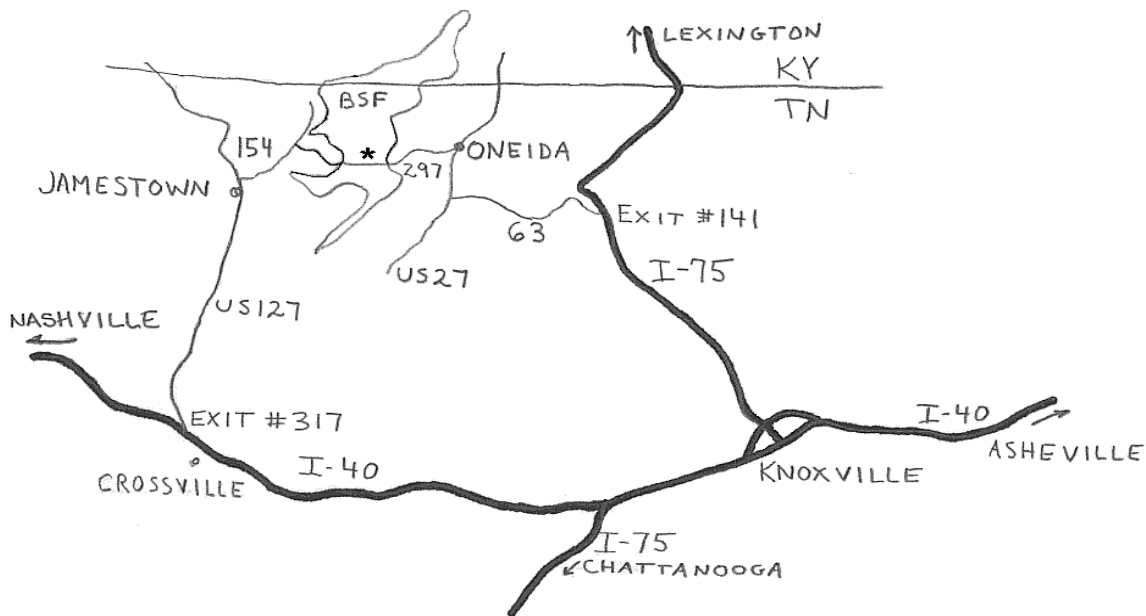 LEXINGTON
KY
TN
BSF
154
*
ONEIDA
297
JAMESTOWN
63
EXIT #141
US27
I-75
US127
NASHVILLE
EXIT #317
I-40
CROSSVILLE
I-40
KNOXVILLE
ASHEVILLE
I-75
CHATTANOOGA